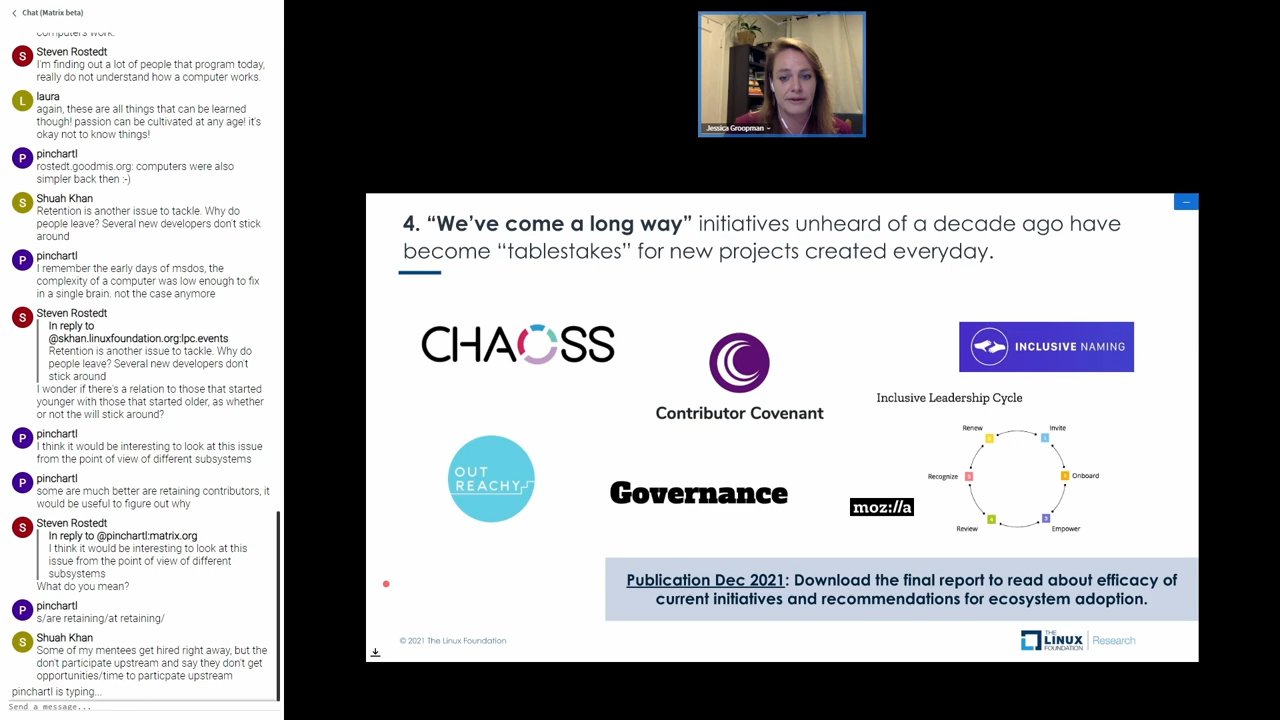 Chat (Matrix beta)
computers work.
Steven Rostedt
I'm finding out a lot of people that program today,
really do not understand how a computer works.
laura
again, these are all things that can be learned
though! passion can be cultivated at any age! it's
okay not to know things!
pinchartl
rostedt.goodmis.org: computers were also
simpler back then :-)
Shuah Khan
Retention is another issue to tackle. Why do
people leave? Several new developers don't stick
around
pinchartl
I remember the early days of msdos, the
complexity of a computer was low enough to fix
in a single brain. not the case anymore
Steven Rostedt
In reply to
@skhan.linuxfoundation.org:lpc.events
Retention is another issue to tackle. Why do
people leave? Several new developers don't
stick around
I wonder if there's a relation to those that started
younger with those that started older, as whether
or not the will stick around?
pinchartl
I think it would be interesting to look at this issue
from the point of view of different subsystems
pinchartl
some are much better are retaining contributors, it
would be useful to figure out why
Steven Rostedt
In reply to @pinchartl:matrix.org
I think it would be interesting to look at this
issue from the point of view of different
subsystems
What do you mean?
pinchartl
s/are retaining/at retaining/
Shuah Khan
Some of my mentees get hired right away, but the
don't participate upstream and say they don't get
opportunities/time to particpate upstream
pinchartl is typing...
Send a message...
Jessica Groopman
4. “We’ve come a long way” initiatives unheard of a decade ago have
become “tablestakes” for new projects created everyday.
CHAOSS
Contributor Covenant
INCLUSIVE NAMING
Inclusive Leadership Cycle
Renew
Invite
6
1
Recognize
5
2
Onboard
4
3
Review
Empower
OUT
REACHY
Governance
moz://a
Publication Dec 2021: Download the final report to read about efficacy of
current initiatives and recommendations for ecosystem adoption.
© 2021 The Linux Foundation
THE
LINUX
FOUNDATION
Research
S
L
P
S
P
S
P
P
S
P
S